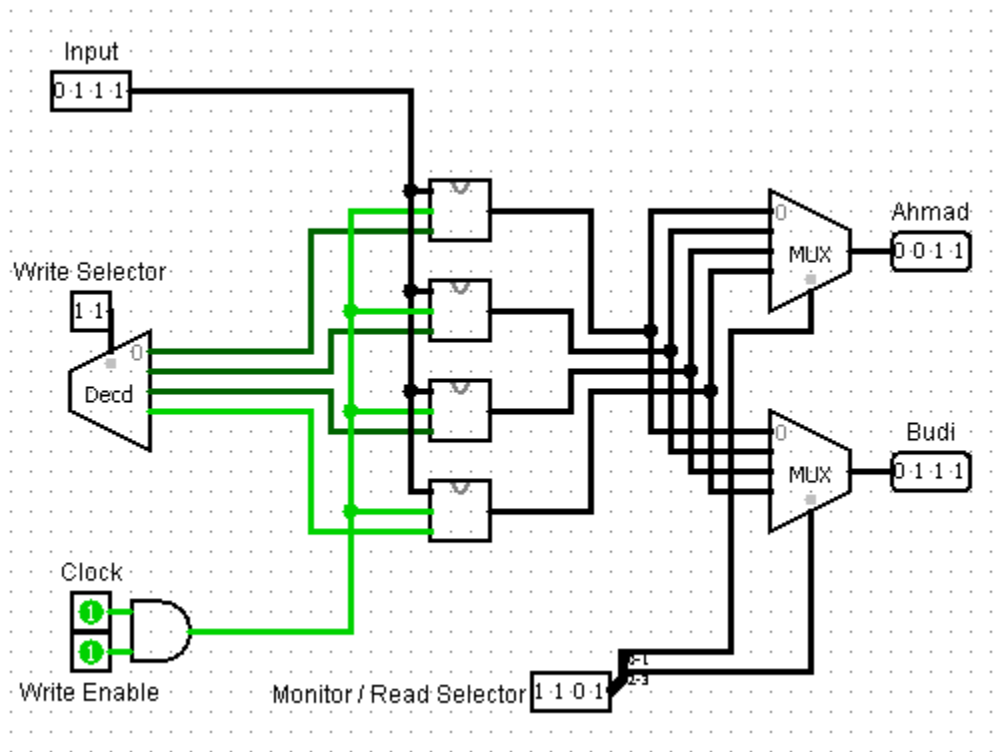 Input
0 1 1 1
Ahmad
0
MUX
0 0 1 1
Write Selector
1 1
0
Decd
Budi
0
MUX
0 1 1 1
Clock
1
1
Write Enable
0-1
2-3
Monitor / Read Selector
1 1 0 1